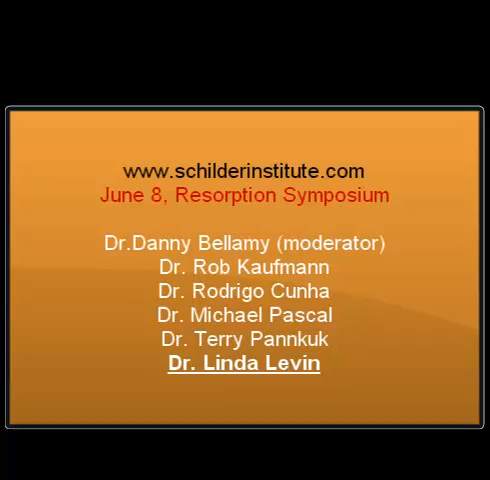 www.schilderinstitute.com
June 8, Resorption Symposium
Dr.Danny Bellamy (moderator)
Dr. Rob Kaufmann
Dr. Rodrigo Cunha
Dr. Michael Pascal
Dr. Terry Pannkuk
Dr. Linda Levin